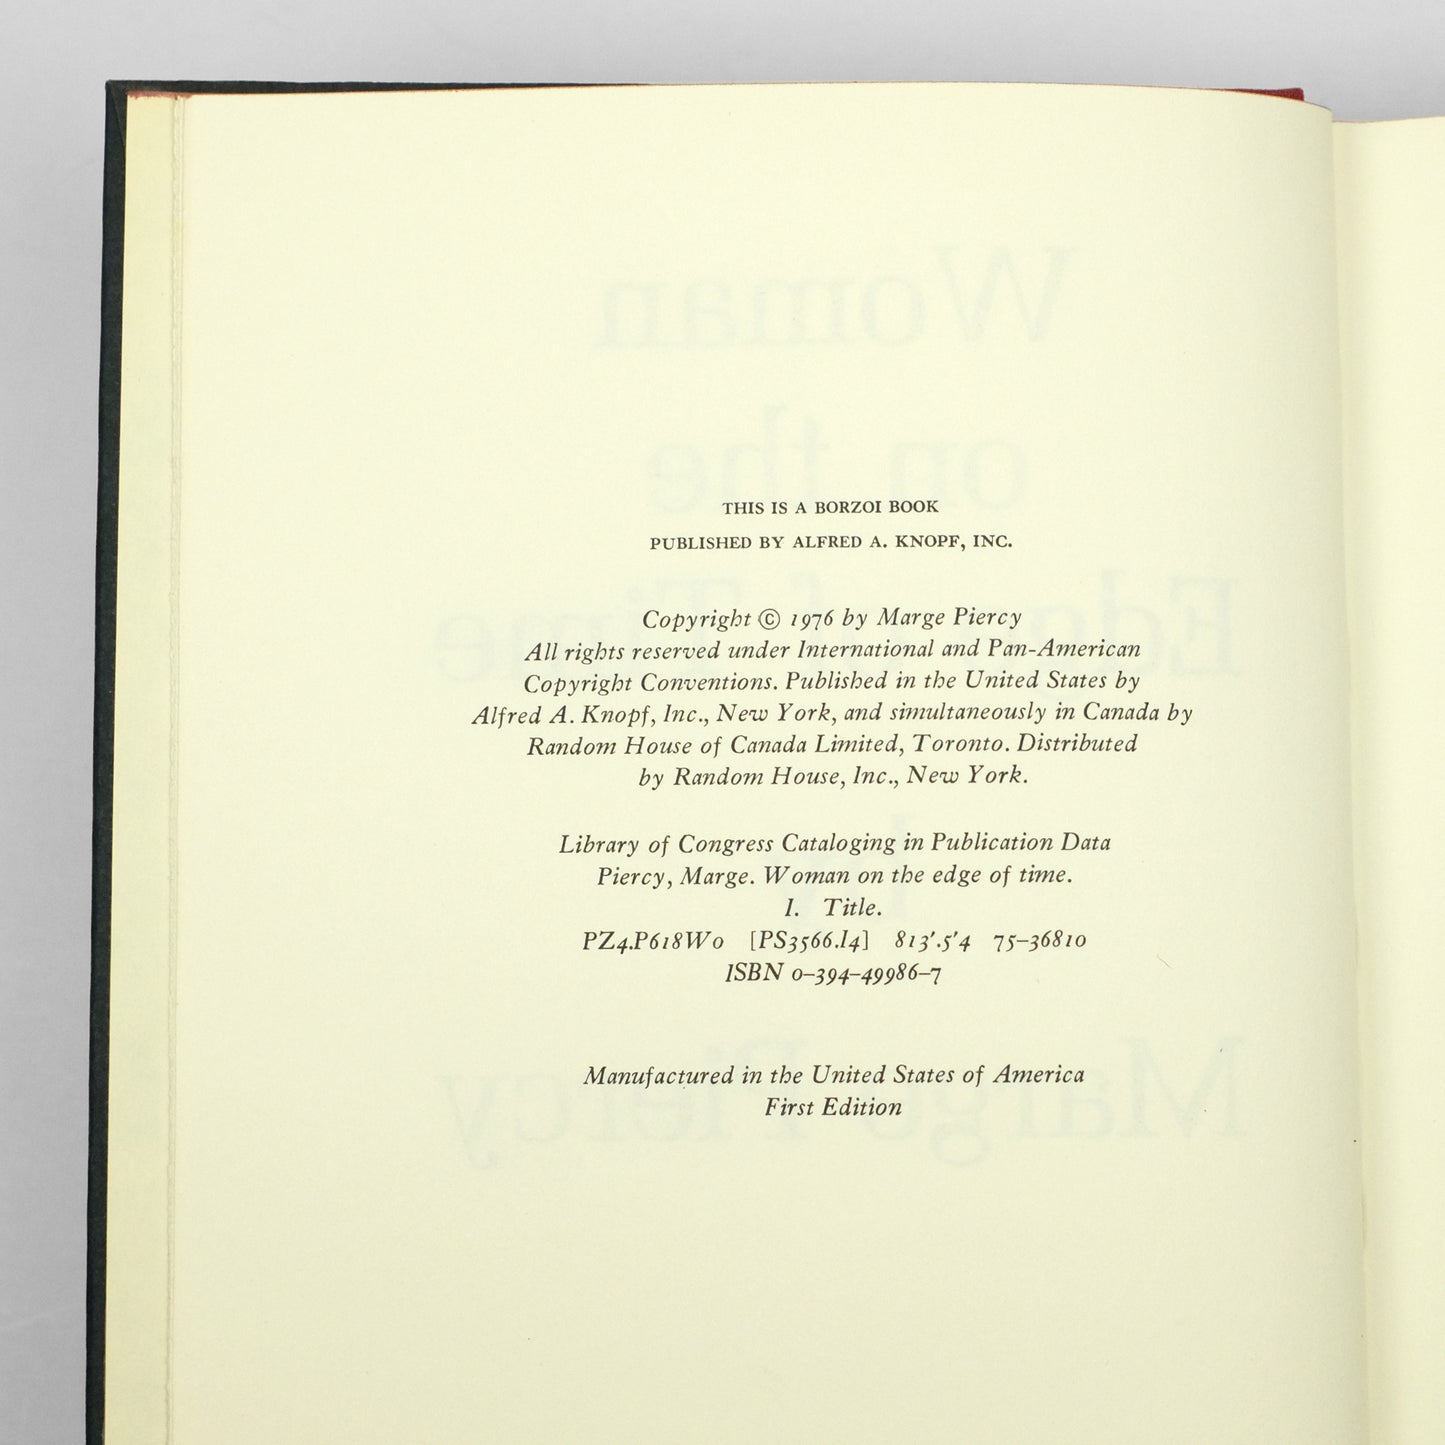 THIS IS A BORZOI BOOK
PUBLISHED BY ALFRED A. KNOPF, INC.
Copyright © 1976 by Marge Piercy
All rights reserved under International and Pan-American
Copyright Conventions. Published in the United States by
Alfred A. Knopf, Inc., New York, and simultaneously in Canada by
Random House of Canada Limited, Toronto. Distributed
by Random House, Inc., New York.
Library of Congress Cataloging in Publication Data
Piercy, Marge. Woman on the edge of time.
I. Title.
PZ4.P618Wo [PS3566.I4] 813'.5'4 75–36810
ISBN 0–394–49986–7
Manufactured in the United States of America
First Edition